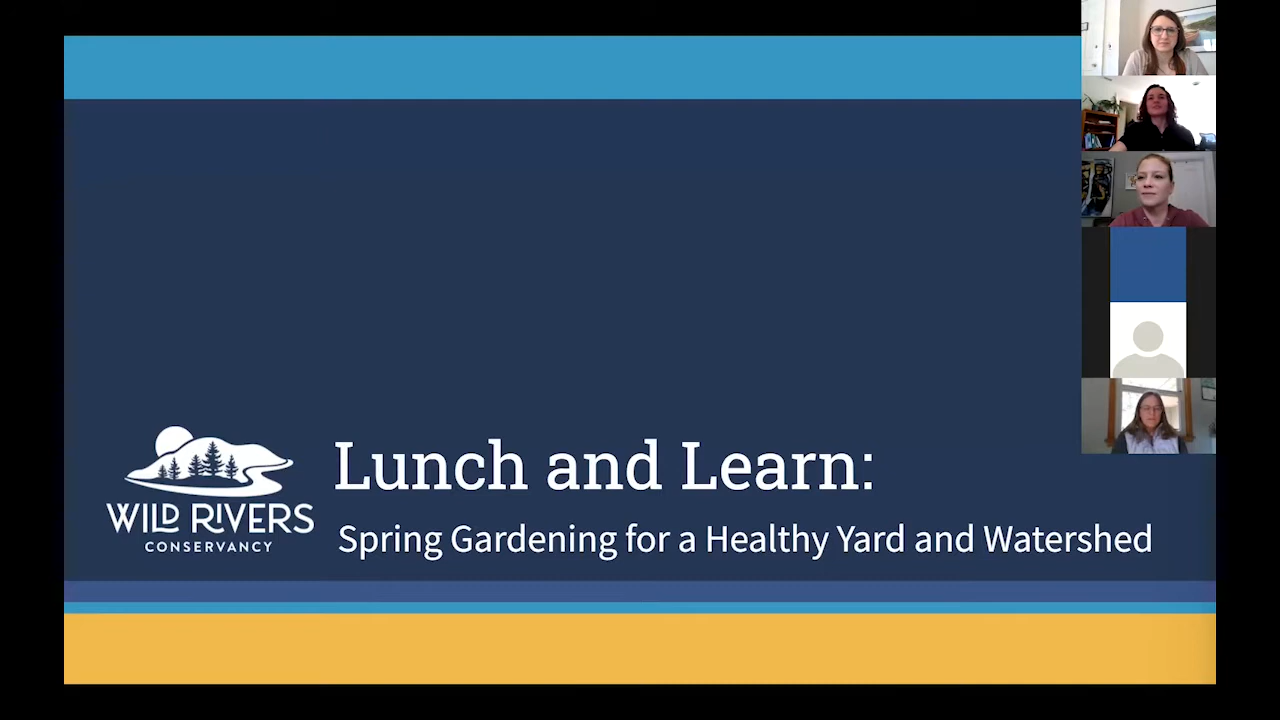 Lunch and Learn:
WILD RIVERS
CONSERVANCY
Spring Gardening for a Healthy Yard and Watershed